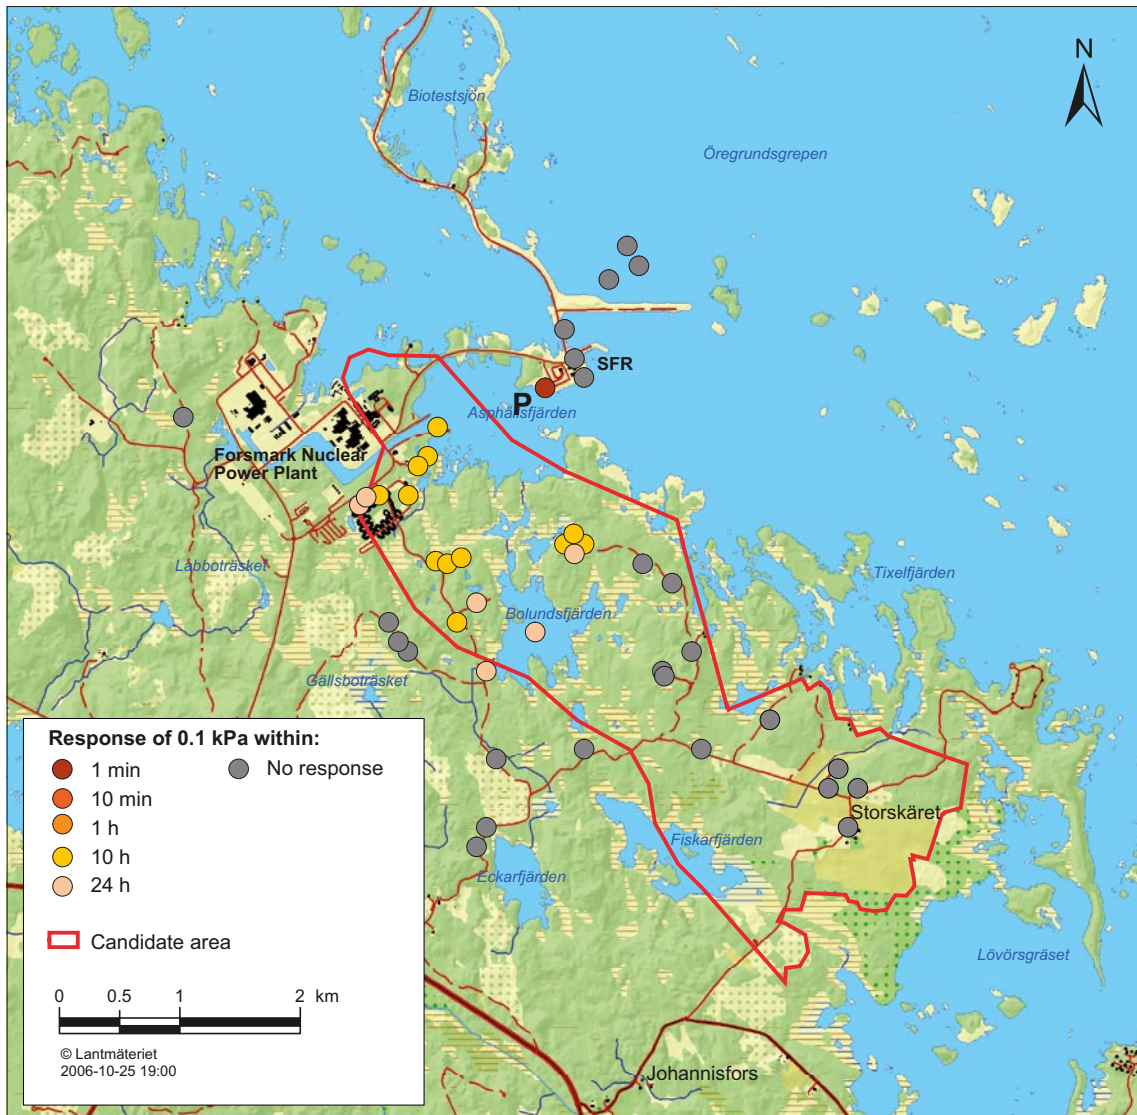 N
Biotestsjön
Öregrundsgrepen
SFR
P
Asphällsfjärden
Forsmark Nuclear
Power Plant
Labboträsket
Tixelfjärden
Bolundsfjärden
Gällsboträsket
Response of 0.1 kPa within:
1 min
No response
10 min
1 h
10 h
24 h
Candidate area
0 0.5 1 2 km
© Lantmäteriet
2006-10-25 19:00
Storskäret
Fiskarfjärden
Eckarfjärden
Lövörsgräset
Johannisfors